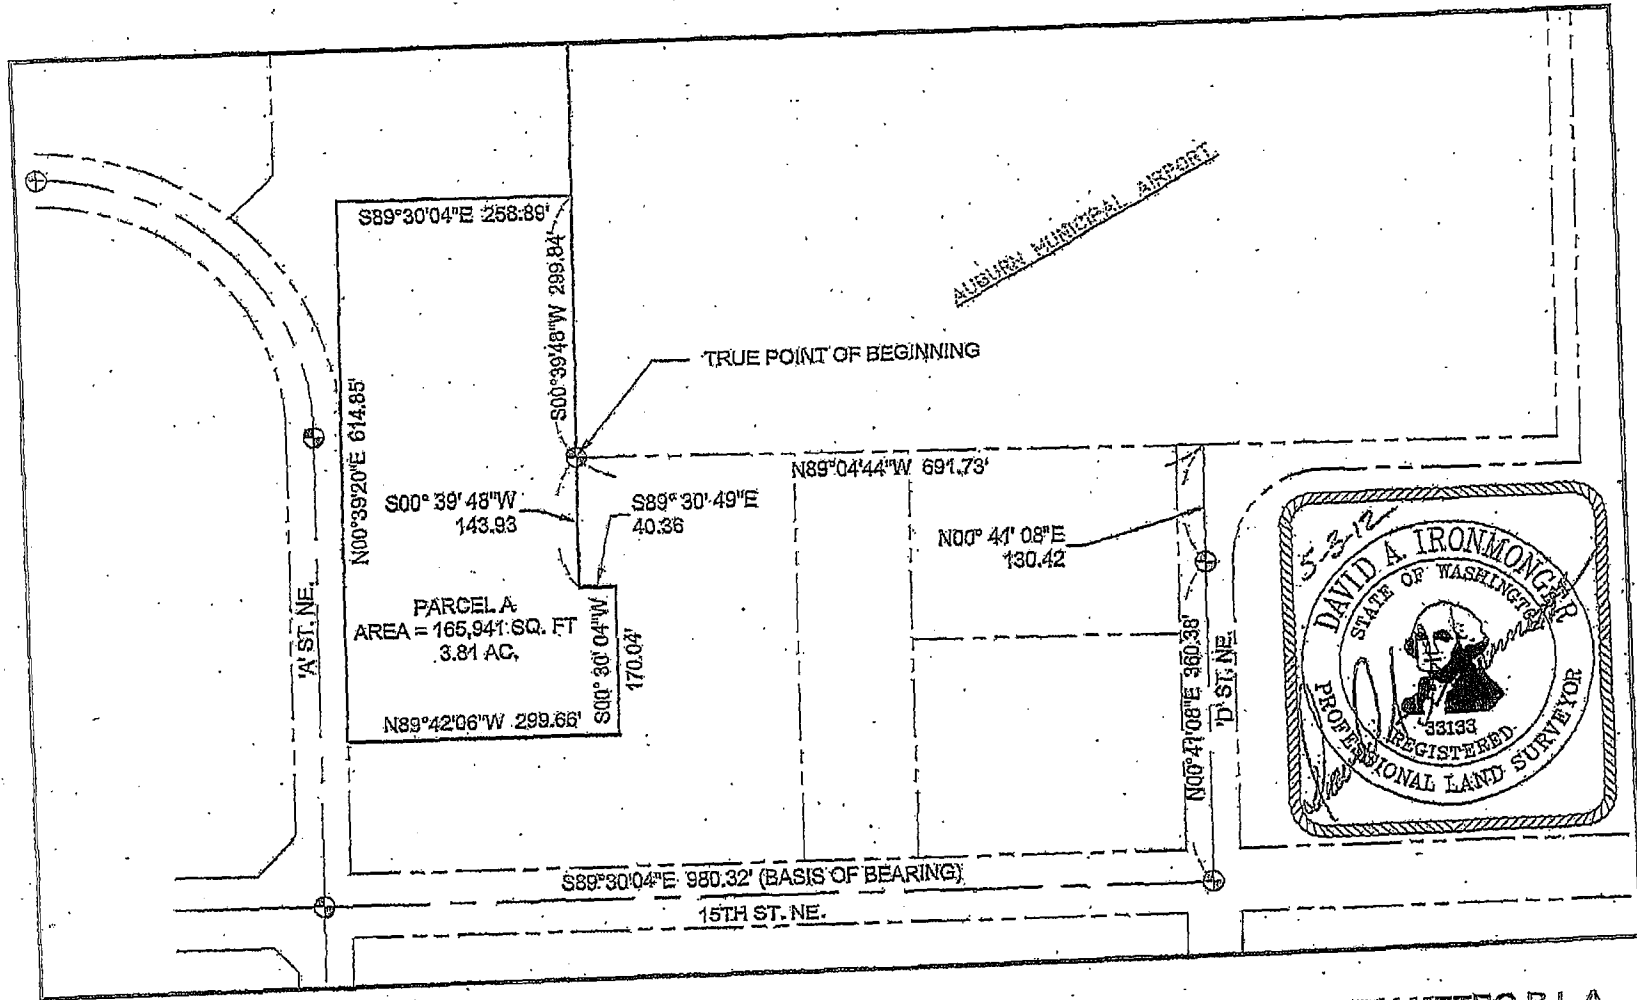 AUBURN MUNICIPAL AIRPORT
S89°30'04"E 258.89'
S00°39'48"W 299.84'
TRUE POINT OF BEGINNING
N00°39'20"E 614.85'
N89°04'44"W 691.73'
S00° 39' 48"W
143.93
S89° 30' 49"E
40.36
N00° 41' 08"E
130.42
5-3-12
DAVID A. IRONMONGER
STATE OF WASHINGTON
33133
REGISTERED
PROFESSIONAL LAND SURVEYOR
'A' ST. NE.
PARCEL A
AREA = 165,941 SQ. FT
3.81 AC.
S00° 30' 04"W
170.04'
N00°41'08"E 360.38'
'D' ST. NE.
N89°42'06"W 299.66'
S89°30'04"E 980.32' (BASIS OF BEARING)
15TH ST. NE.
B.L.A.